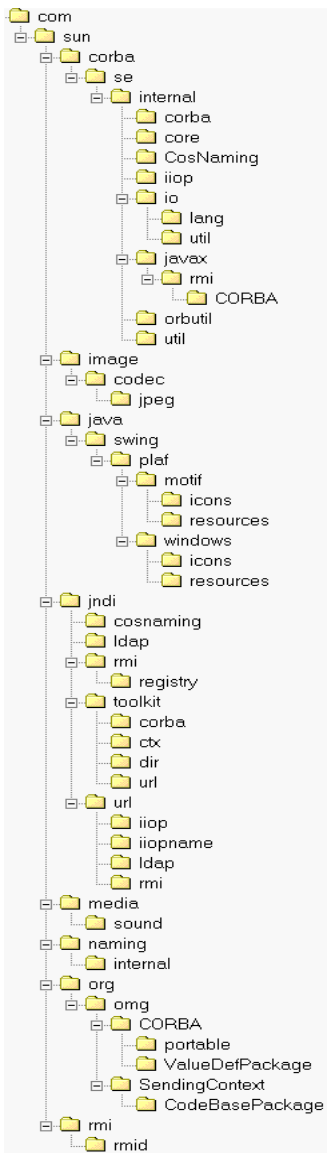 com
sun
corba
se
internal
corba
core
CosNaming
iiop
io
lang
util
javax
rmi
CORBA
orbutil
util
image
codec
jpeg
java
swing
plaf
motif
icons
resources
windows
icons
resources
jndi
cosnaming
ldap
rmi
registry
toolkit
corba
ctx
dir
url
url
iiop
iiopname
ldap
rmi
media
sound
naming
internal
org
omg
CORBA
portable
ValueDefPackage
SendingContext
CodeBasePackage
rmi
rmid